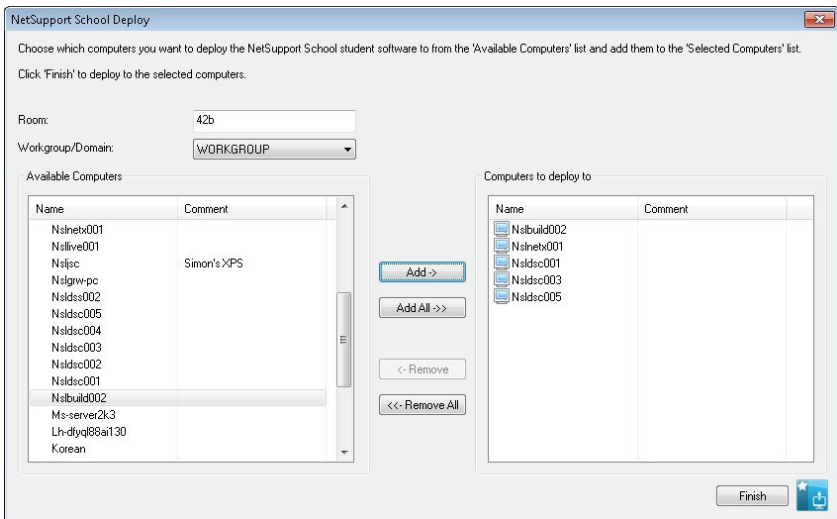 NetSupport School Deploy
Choose which computers you want to deploy the NetSupport School student software to from the 'Available Computers' list and add them to the 'Selected Computers' list.
Click 'Finish' to deploy to the selected computers.
Room: 42b
Workgroup/Domain: WORKGROUP
Available Computers
Name Comment
Nslnetx001
Nsllive001
Nsljsc Simon's XPS
Nslgrw-pc
Nsldss002
Nsldsc005
Nsldsc004
Nsldsc003
Nsldsc002
Nsldsc001
Nslbuild002
Ms-server2k3
Lh-dfyql88ai130
Korean
Add ->
Add All ->>
<- Remove
<<- Remove All
Computers to deploy to
Name Comment
Nslbuild002
Nslnetx001
Nsldsc001
Nsldsc003
Nsldsc005
Finish